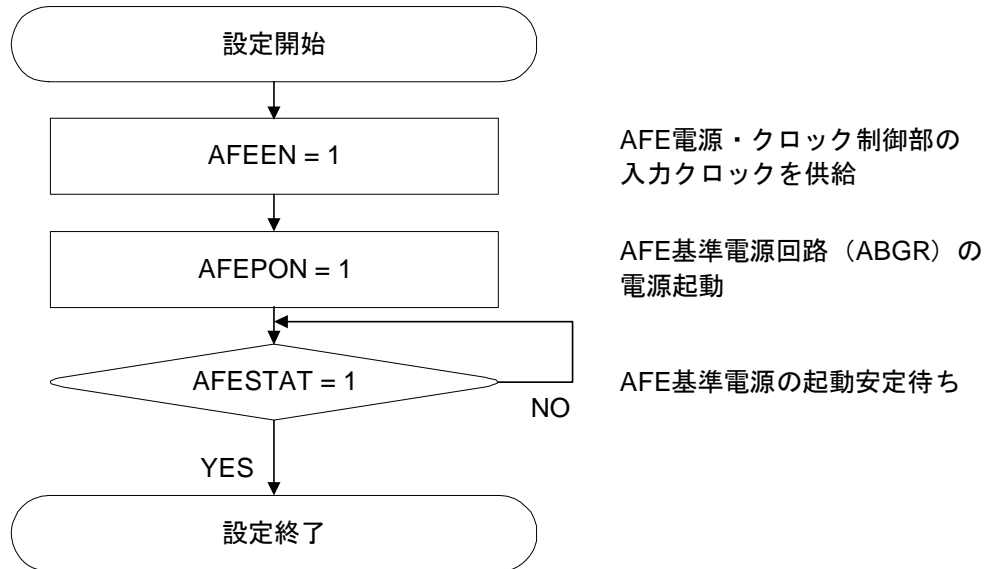 設定開始
AFEEN = 1
AFE電源・クロック制御部の
入力クロックを供給
AFEPON = 1
AFE基準電源回路（ABGR）の
電源起動
AFESTAT = 1
AFE基準電源の起動安定待ち
NO
YES
設定終了